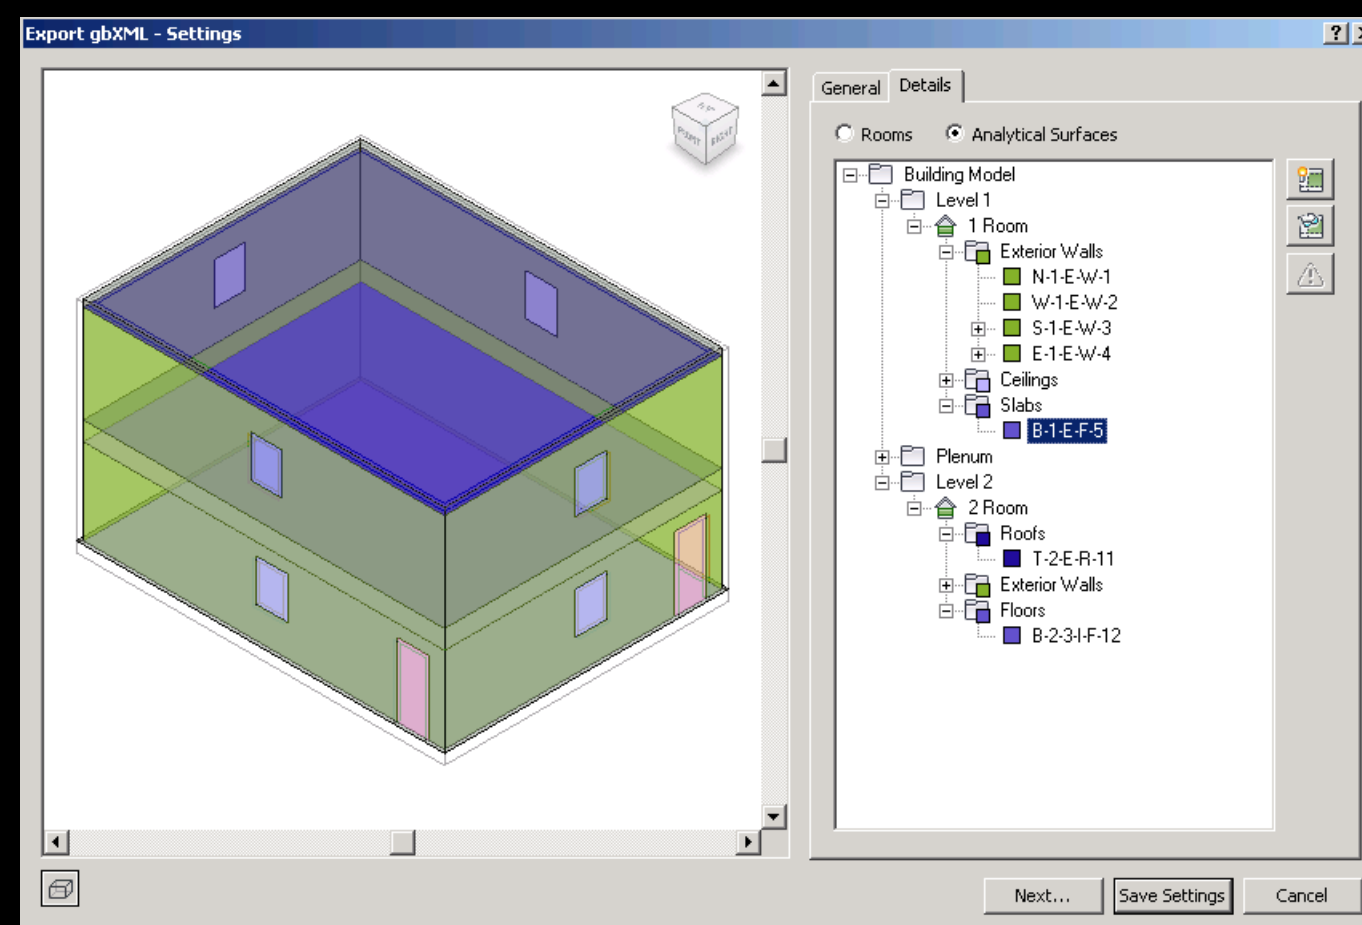 Export gbXML - Settings
?
General
Details
Rooms
Analytical Surfaces
Building Model
Level 1
1 Room
Exterior Walls
N-1-E-W-1
W-1-E-W-2
S-1-E-W-3
E-1-E-W-4
Ceilings
Slabs
B-1-E-F-5
Plenum
Level 2
2 Room
Roofs
T-2-E-R-11
Exterior Walls
Floors
B-2-3-I-F-12
Next...
Save Settings
Cancel